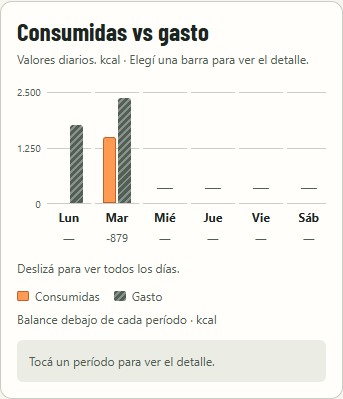 Consumidas vs gasto
Valores diarios. kcal · Elegí una barra para ver el detalle.
2.500
1.250
0
Lun Mar Mié Jue Vie Sáb
— -879 — — — —
Deslizá para ver todos los días.
Consumidas Gasto
Balance debajo de cada período · kcal
Tocá un período para ver el detalle.